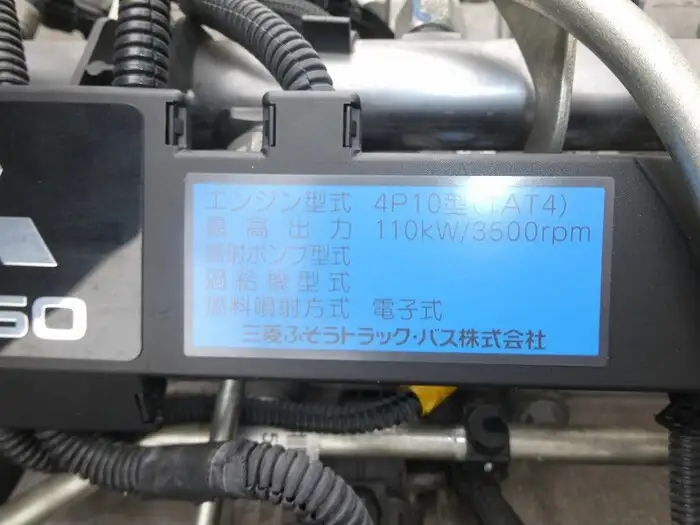 エンジン型式 4P10型(TAT4)
最高出力 110kW/3500rpm
噴射ポンプ型式
過給機型式
燃料噴射方式 電子式
三菱ふそうトラック・バス株式会社